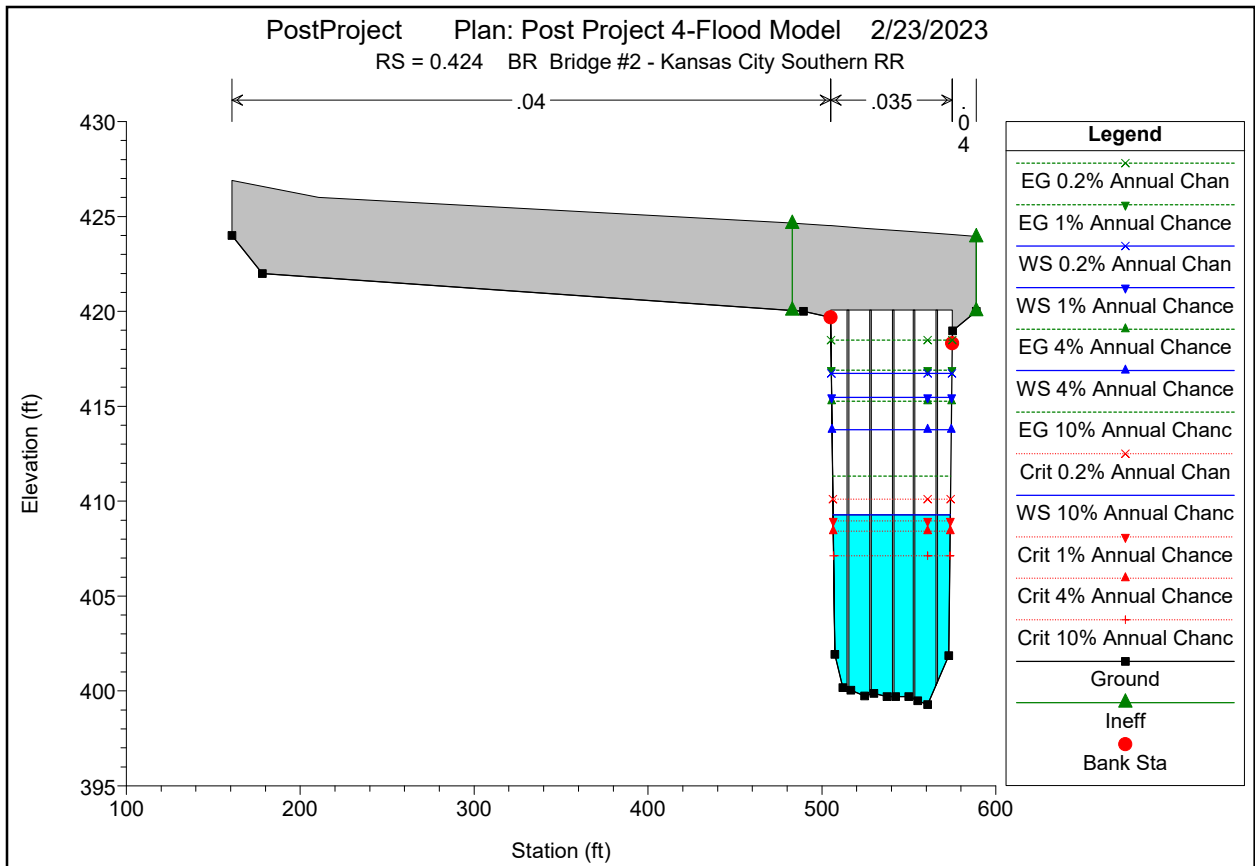 PostProject Plan: Post Project 4-Flood Model 2/23/2023
RS = 0.424 BR Bridge #2 - Kansas City Southern RR
.04
.035
.04
430
425
420
415
410
405
400
395
Elevation (ft)
100 200 300 400 500 600
Station (ft)
Legend
EG 0.2% Annual Chan
EG 1% Annual Chance
WS 0.2% Annual Chan
WS 1% Annual Chance
EG 4% Annual Chance
WS 4% Annual Chance
EG 10% Annual Chanc
Crit 0.2% Annual Chan
WS 10% Annual Chanc
Crit 1% Annual Chance
Crit 4% Annual Chance
Crit 10% Annual Chanc
Ground
Ineff
Bank Sta